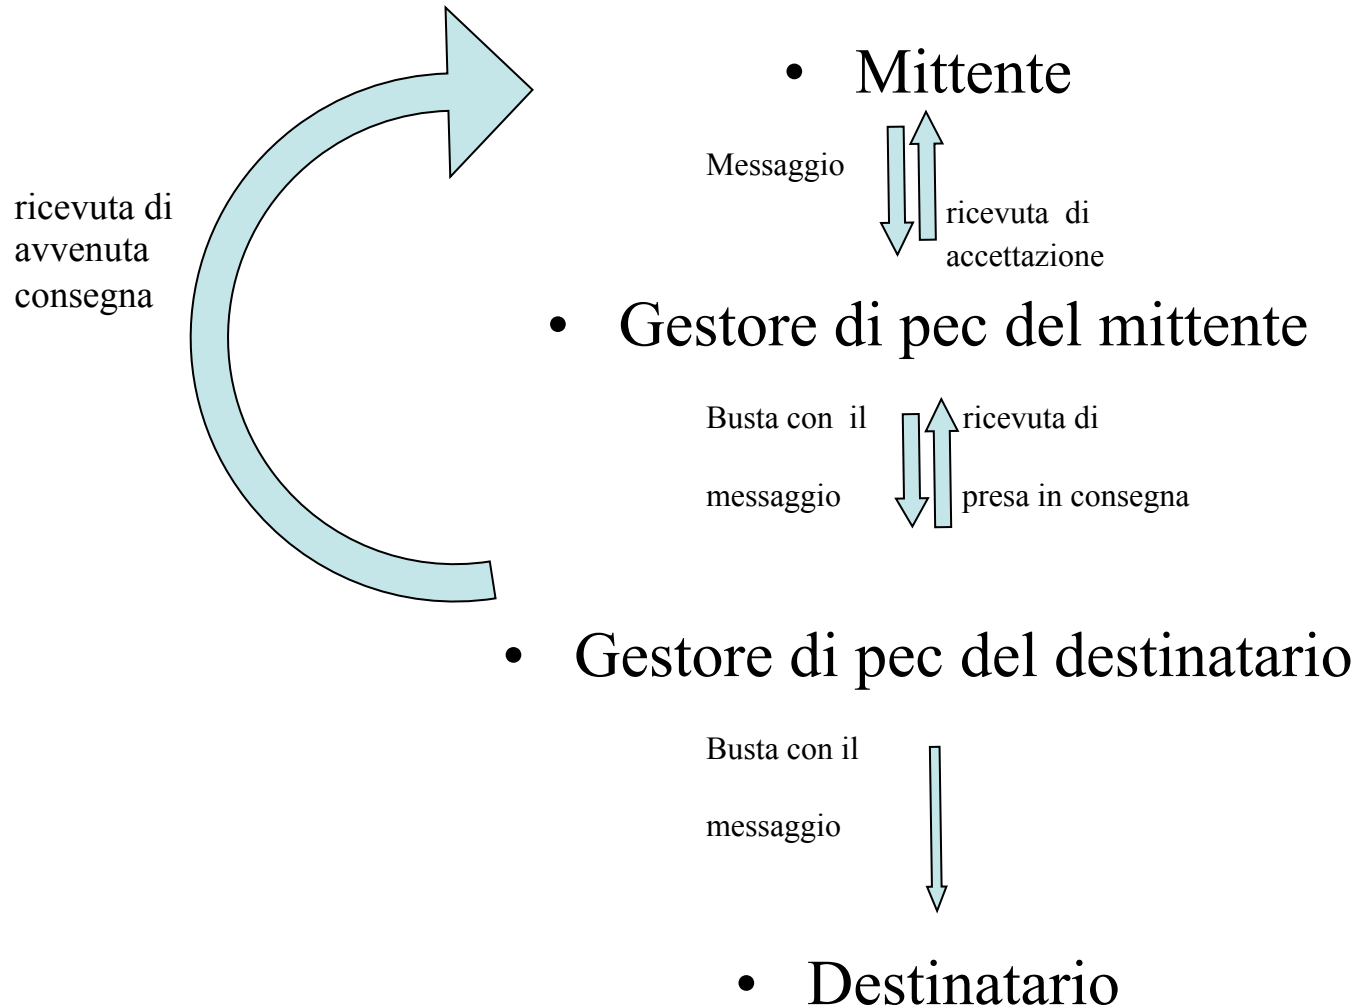 • Mittente
Messaggio
ricevuta di
accettazione
ricevuta di
avvenuta
consegna
• Gestore di pec del mittente
Busta con il
messaggio
ricevuta di
presa in consegna
• Gestore di pec del destinatario
Busta con il
messaggio
• Destinatario